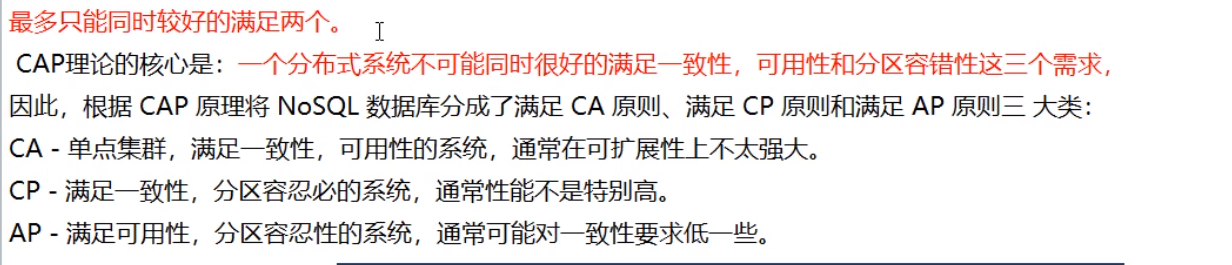 最多只能同时较好的满足两个。
CAP理论的核心是：一个分布式系统不可能同时很好的满足一致性，可用性和分区容错性这三个需求，
因此，根据 CAP 原理将 NoSQL 数据库分成了满足 CA 原则、满足 CP 原则和满足 AP 原则三 大类：
CA - 单点集群，满足一致性，可用性的系统，通常在可扩展性上不太强大。
CP - 满足一致性，分区容忍必的系统，通常性能不是特别高。
AP - 满足可用性，分区容忍性的系统，通常可能对一致性要求低一些。